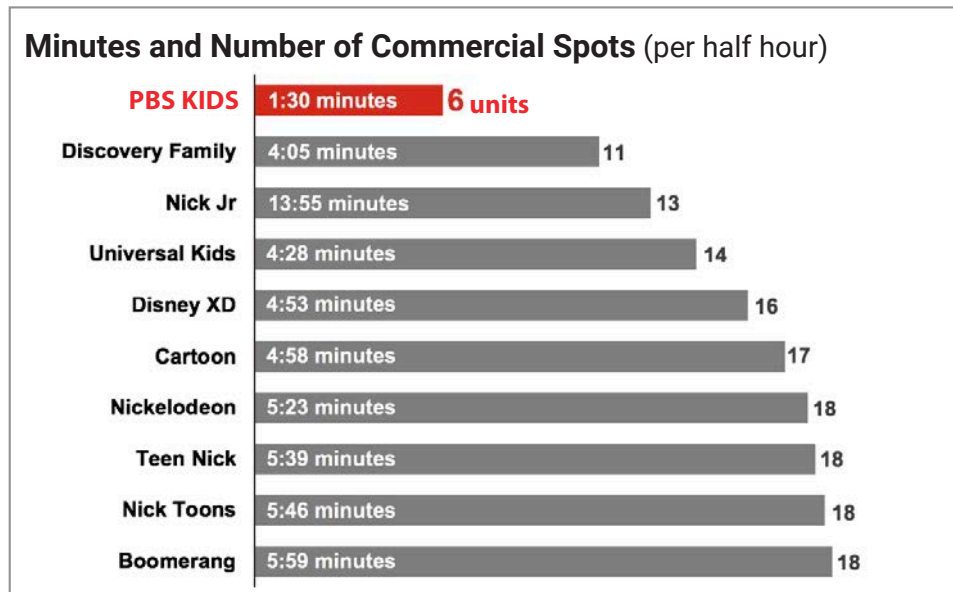 Minutes and Number of Commercial Spots (per half hour)
PBS KIDS 1:30 minutes 6 units
Discovery Family 4:05 minutes 11
Nick Jr 13:55 minutes 13
Universal Kids 4:28 minutes 14
Disney XD 4:53 minutes 16
Cartoon 4:58 minutes 17
Nickelodeon 5:23 minutes 18
Teen Nick 5:39 minutes 18
Nick Toons 5:46 minutes 18
Boomerang 5:59 minutes 18